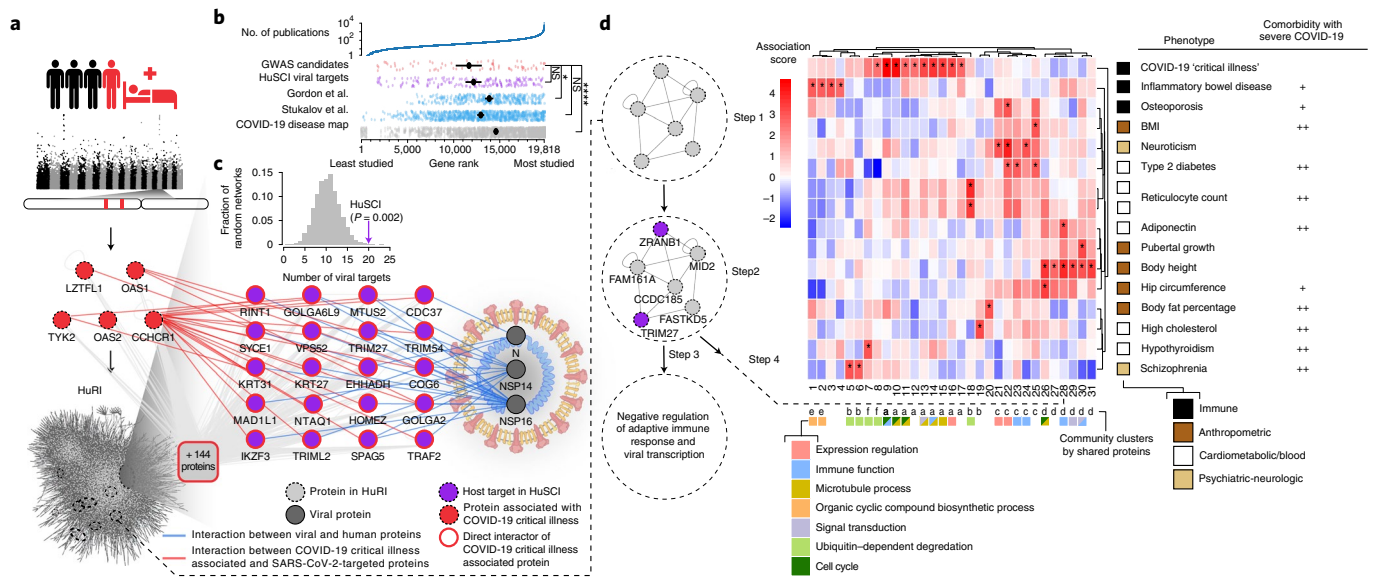 a
LZTFL1
OAS1
TYK2
OAS2
CCHCR1
HuRI
+ 144
proteins
b
No. of publications
10^4
10^2
1
GWAS candidates
HuSCI viral targets
Gordon et al.
Stukalov et al.
COVID-19 disease map
NS
*
NS
****
1
5,000
10,000
15,000
19,818
Least studied
Gene rank
Most studied
c
Fraction of
random networks
0.15
0.10
0.05
0
HuSCI
(P = 0.002)
0 5 10 15 20 25
Number of viral targets
RINT1 GOLGA6L9 MTUS2 CDC37
SYCE1 VPS52 TRIM27 TRIM54
KRT31 KRT27 EHHADH COG6
MAD1L1 NTAQ1 HOMEZ GOLGA2
IKZF3 TRIML2 SPAG5 TRAF2
N
NSP14
NSP16
Protein in HuRI
Viral protein
Host target in HuSCI
Protein associated with
COVID-19 critical illness
Direct interactor of
COVID-19 critical illness
associated protein
Interaction between viral and human proteins
Interaction between COVID-19 critical illness
associated and SARS-CoV-2-targeted proteins
d
Step 1
ZRANB1
MID2
FAM161A
CCDC185
FASTKD5
TRIM27
Step2
Step 3
Step 4
Negative regulation
of adaptive immune
response and
viral transcription
Association
score
4
3
2
1
0
−1
−2
Phenotype
Comorbidity with
severe COVID-19
COVID-19 ‘critical illness’
Inflammatory bowel disease +
Osteoporosis +
BMI ++
Neuroticism
Type 2 diabetes ++
Reticulocyte count ++
Adiponectin ++
Pubertal growth
Body height
Hip circumference +
Body fat percentage ++
High cholesterol ++
Hypothyroidism ++
Schizophrenia ++
1 2 3 4 5 6 7 8 9 10 11 12 13 14 15 16 17 18 19 20 21 22 23 24 25 26 27 28 29 30 31
e e b b f f a a a a a a a a b b c c c c c d d d d d d
Community clusters
by shared proteins
Expression regulation
Immune function
Microtubule process
Organic cyclic compound biosynthetic process
Signal transduction
Ubiquitin–dependent degradation
Cell cycle
Immune
Anthropometric
Cardiometabolic/blood
Psychiatric-neurologic